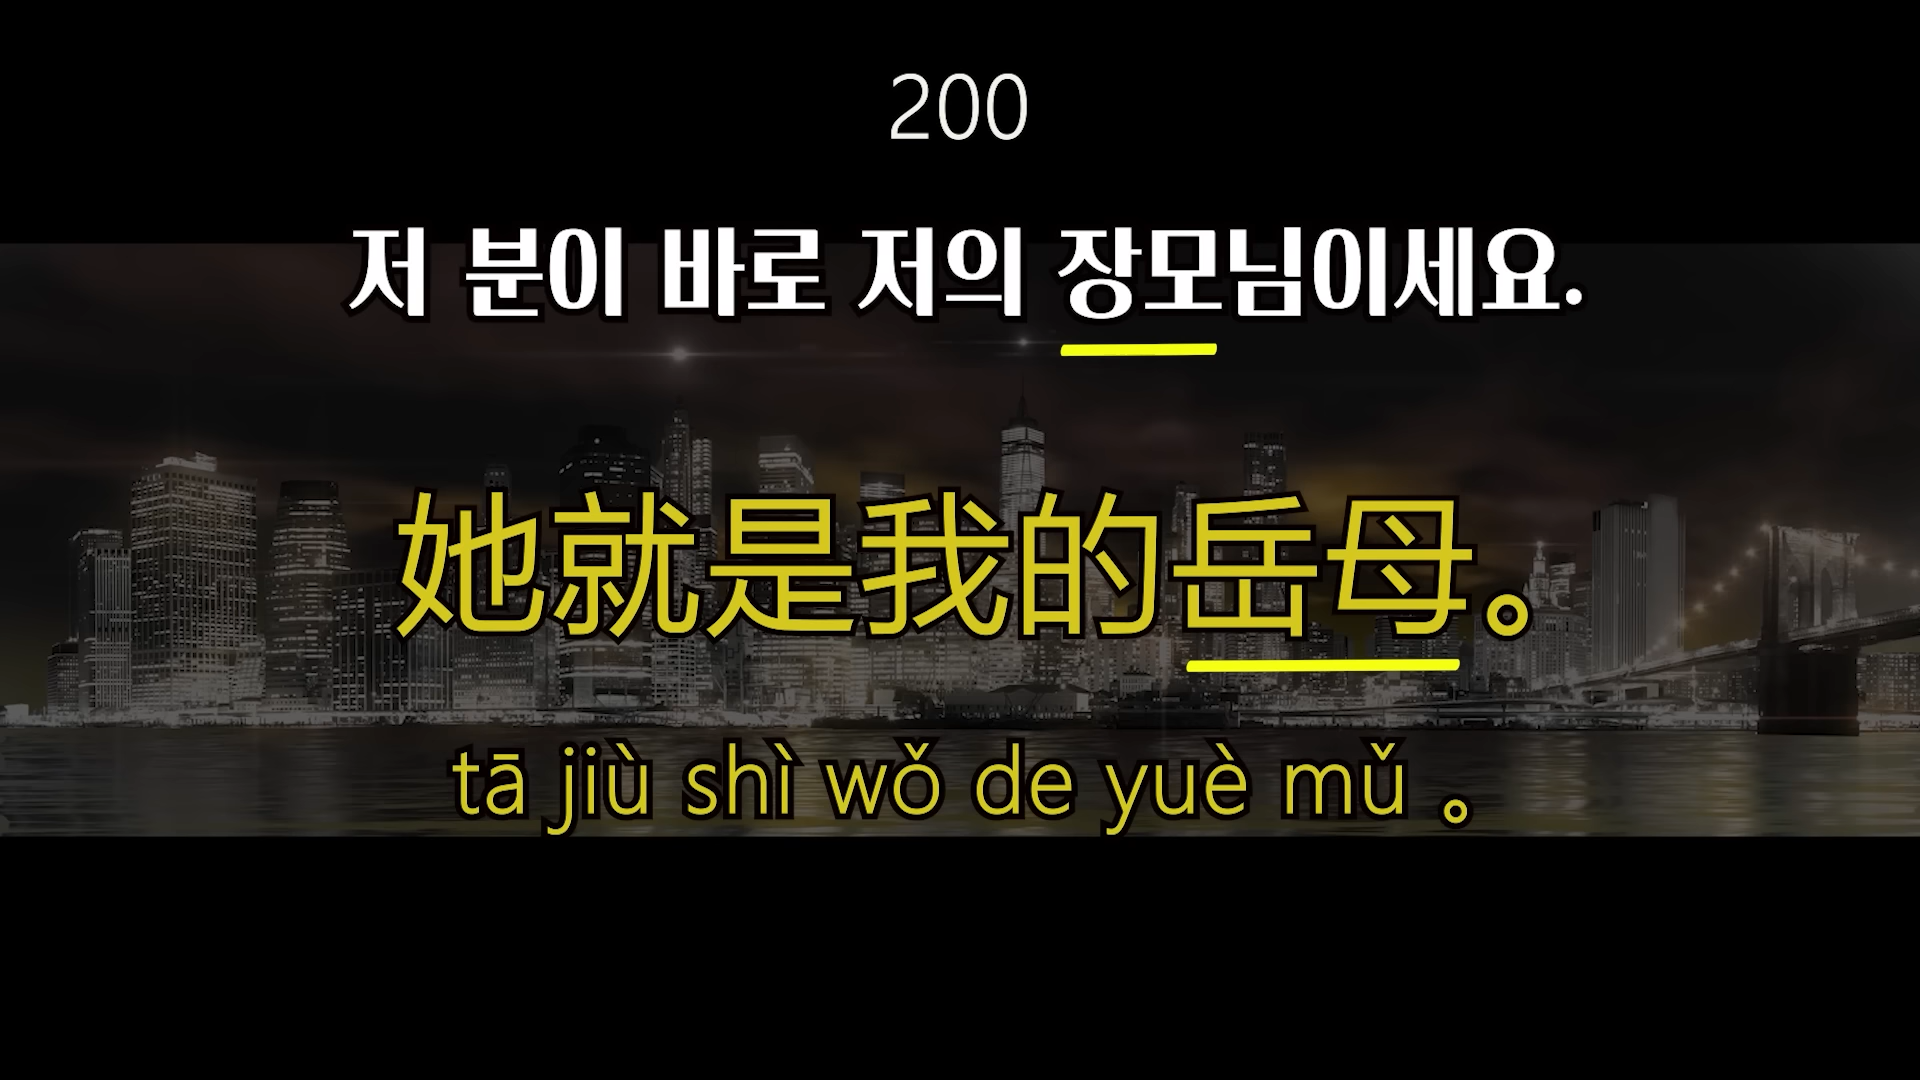 200
저 분이 바로 저의 장모님이세요.
她就是我的岳母。
tā jiù shì wǒ de yuè mǔ 。